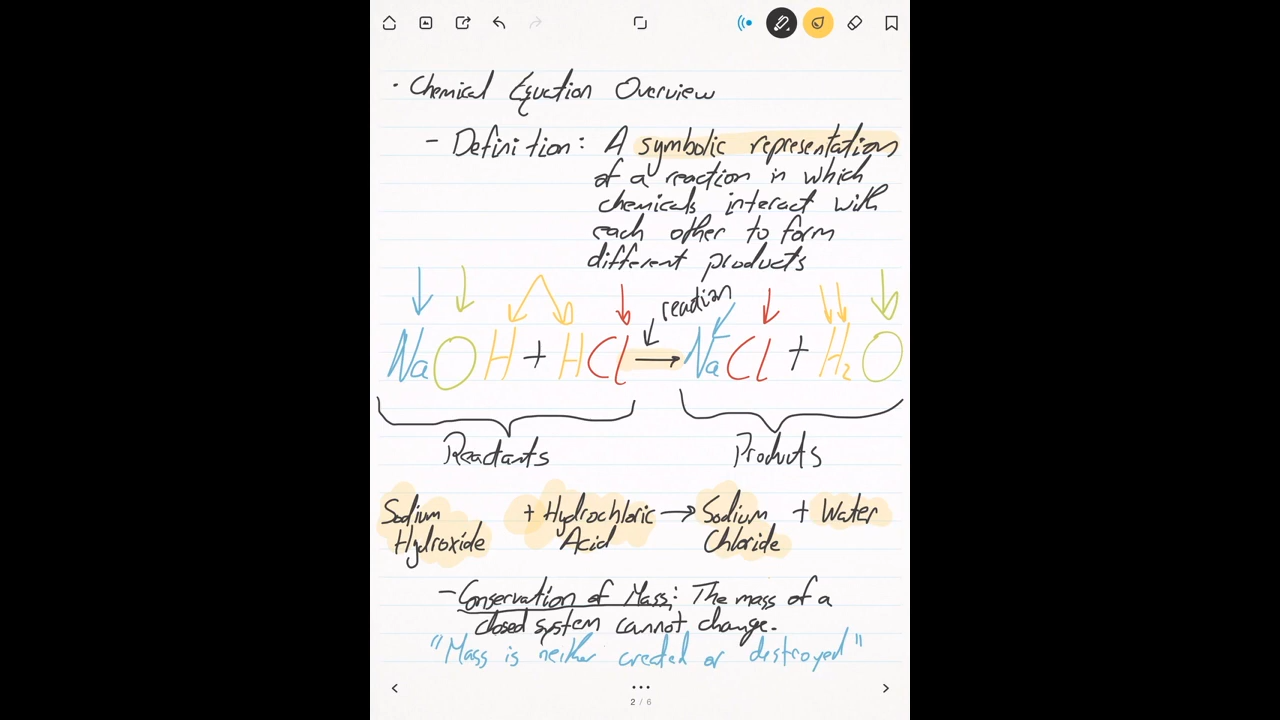 · Chemical Equation Overview
- Definition: A symbolic representation
of a reaction in which
chemicals interact with
each other to form
different products
reaction
NaOH + HCl → NaCl + H₂O
Reactants Products
Sodium + Hydrochloric → Sodium + Water
Hydroxide Acid Chloride
- Conservation of Mass: The mass of a
closed system cannot change.
"Mass is neither created or destroyed"
2 / 6